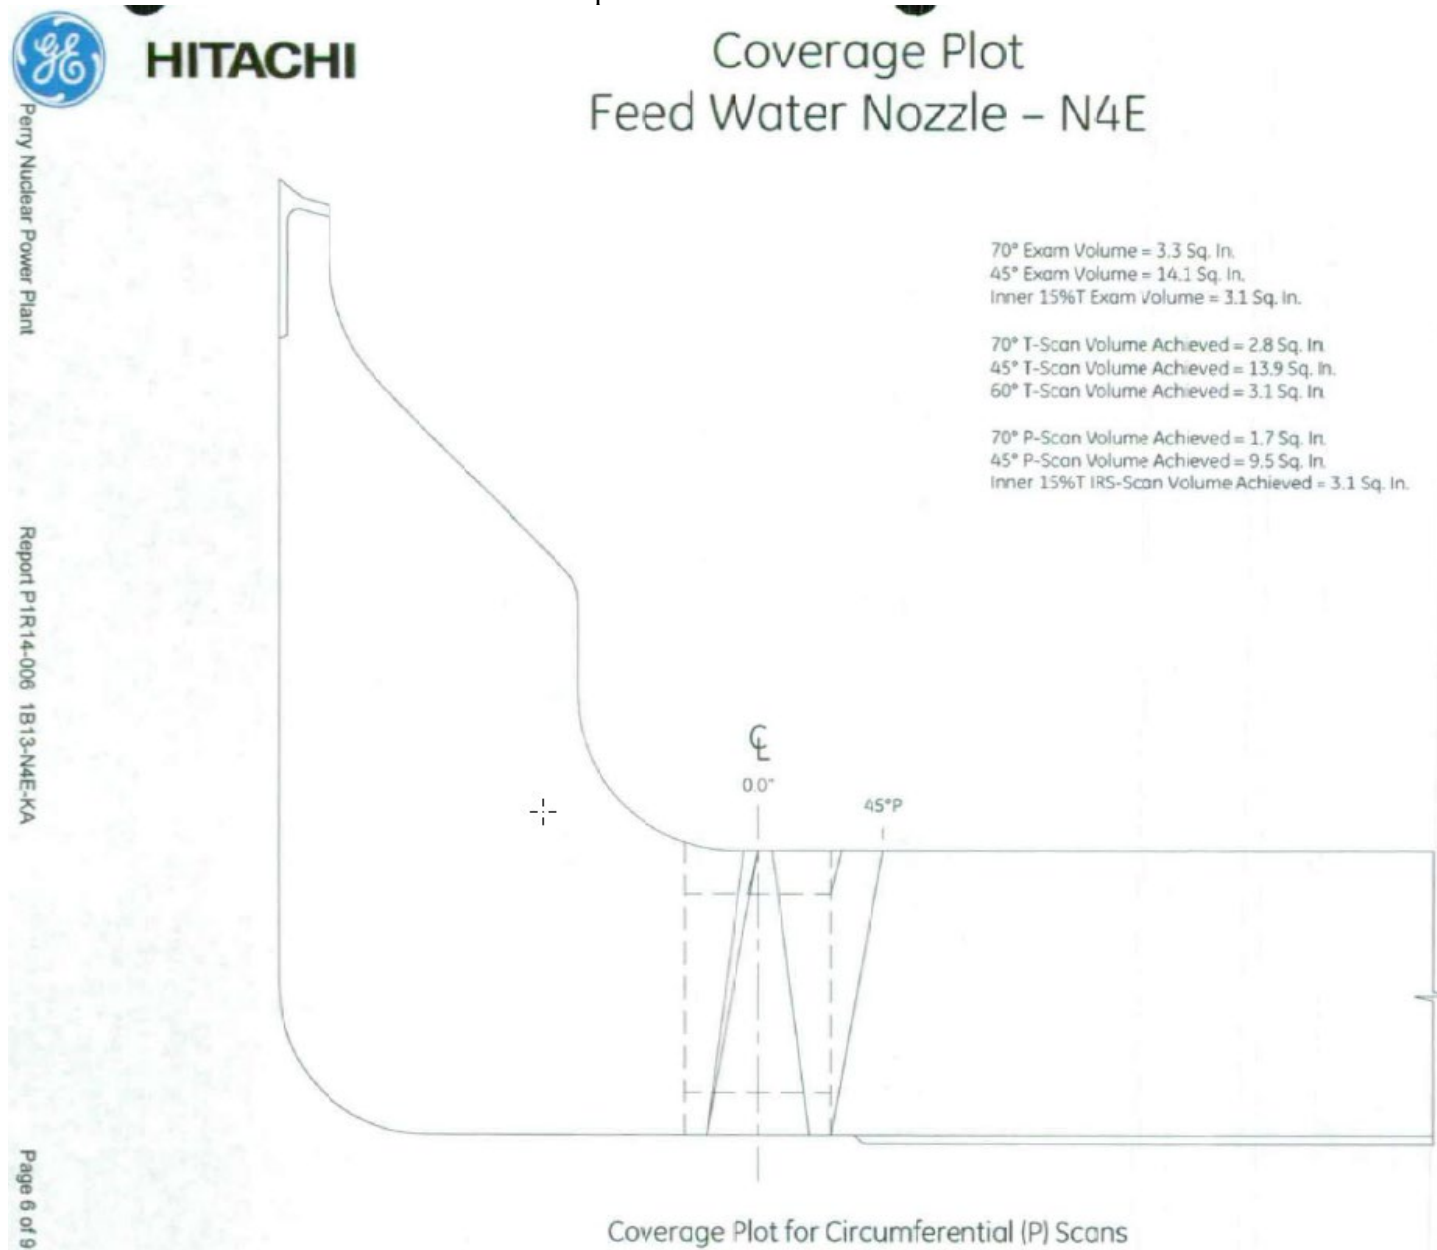 GE
HITACHI
Coverage Plot
Feed Water Nozzle – N4E
Perry Nuclear Power Plant
Report P1R14-006 1B13-N4E-KA
Page 6 of 9
70° Exam Volume = 3.3 Sq. In.
45° Exam Volume = 14.1 Sq. In.
Inner 15%T Exam Volume = 3.1 Sq. In.
70° T-Scan Volume Achieved = 2.8 Sq. In.
45° T-Scan Volume Achieved = 13.9 Sq. In.
60° T-Scan Volume Achieved = 3.1 Sq. In.
70° P-Scan Volume Achieved = 1.7 Sq. In.
45° P-Scan Volume Achieved = 9.5 Sq. In.
Inner 15%T IRS-Scan Volume Achieved = 3.1 Sq. In.
℄
0.0"
45°P
Coverage Plot for Circumferential (P) Scans